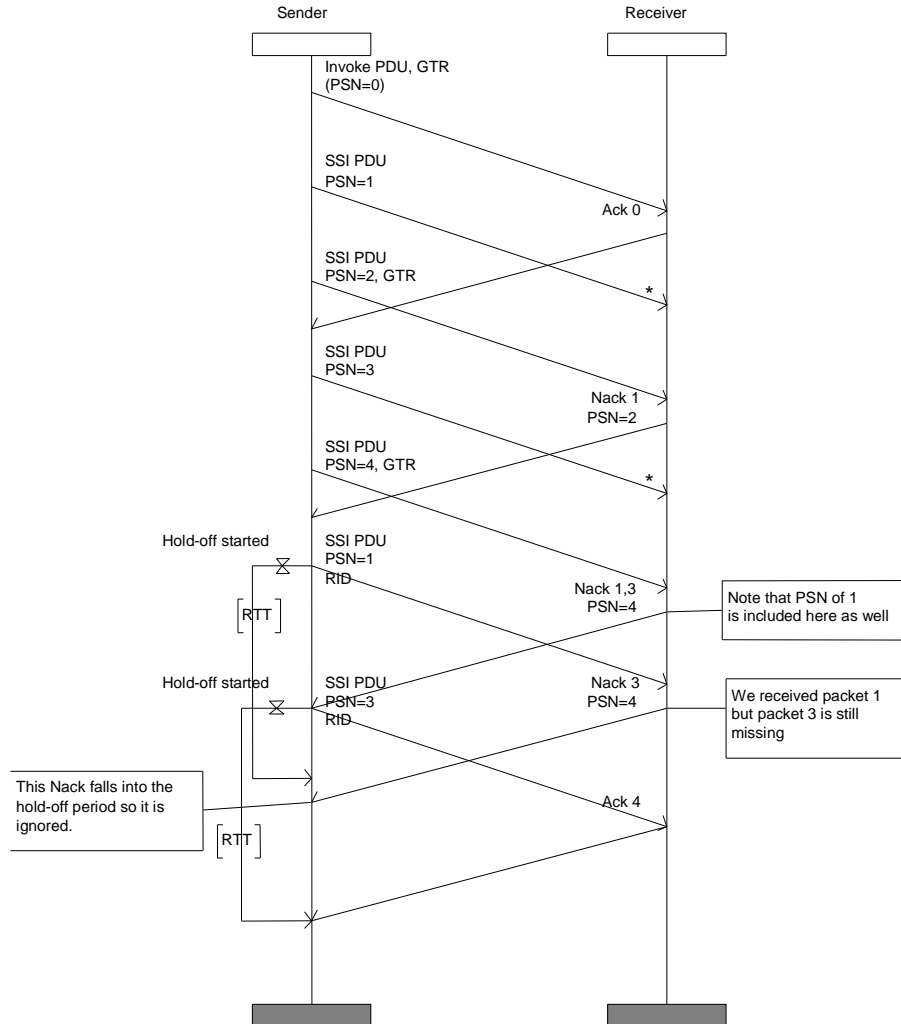 Sender
Receiver
Invoke PDU, GTR
(PSN=0)
SSI PDU
PSN=1
Ack 0
SSI PDU
PSN=2, GTR
*
SSI PDU
PSN=3
Nack 1
PSN=2
SSI PDU
PSN=4, GTR
*
Hold-off started
SSI PDU
PSN=1
RID
Nack 1,3
PSN=4
Note that PSN of 1
is included here as well
[RTT]
Hold-off started
SSI PDU
PSN=3
RID
Nack 3
PSN=4
We received packet 1
but packet 3 is still
missing
This Nack falls into the
hold-off period so it is
ignored.
Ack 4
[RTT]